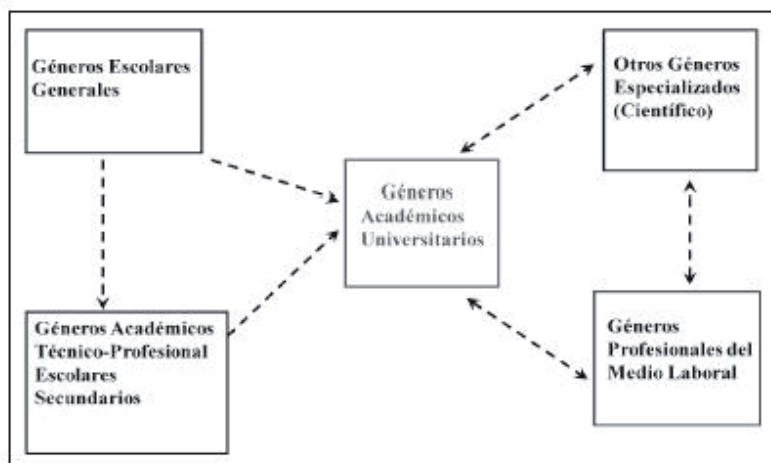 Géneros Escolares
Generales
Otros Géneros
Especializados
(Científico)
Géneros
Académicos
Universitarios
Géneros Académicos
Técnico-Profesional
Escolares
Secundarios
Géneros
Profesionales del
Medio Laboral